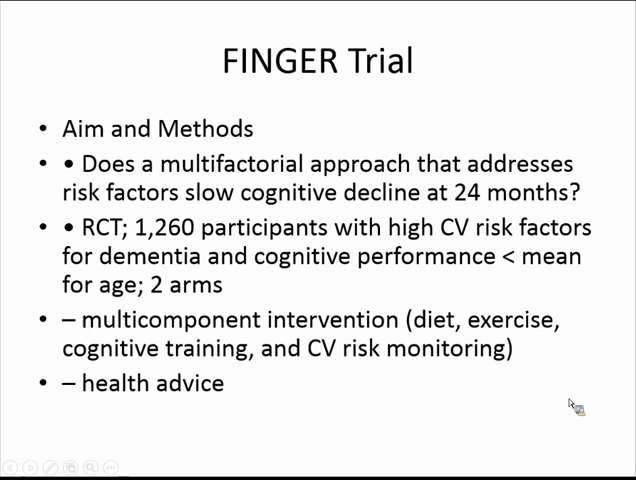 FINGER Trial
• Aim and Methods
• • Does a multifactorial approach that addresses
risk factors slow cognitive decline at 24 months?
• • RCT; 1,260 participants with high CV risk factors
for dementia and cognitive performance < mean
for age; 2 arms
• – multicomponent intervention (diet, exercise,
cognitive training, and CV risk monitoring)
• – health advice